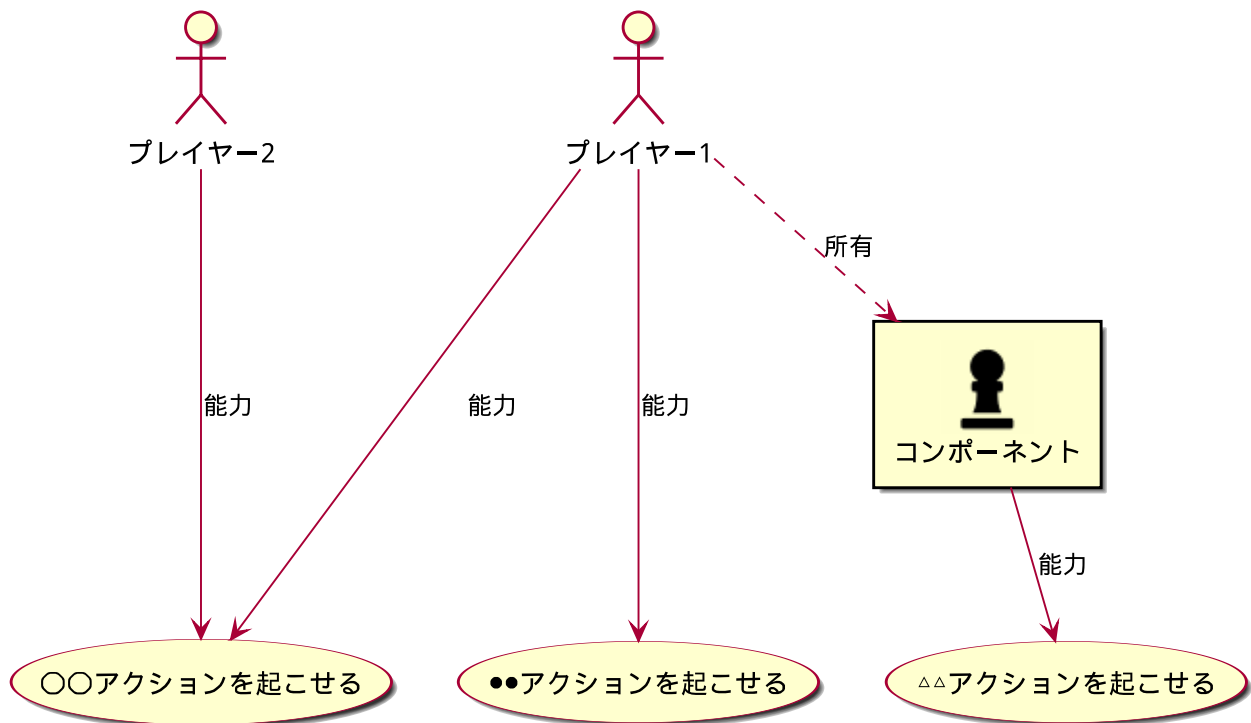 プレイヤー2
プレイヤー1
所有
コンポーネント
能力
能力
能力
能力
〇〇アクションを起こせる
●●アクションを起こせる
△△アクションを起こせる